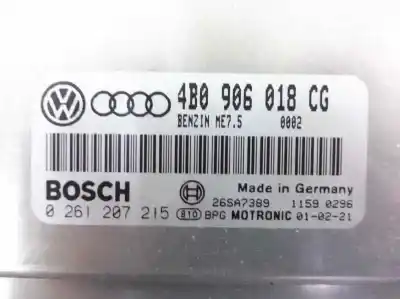 4B0 906 018 CG
BENZIN ME7.5 0002
BOSCH
Made in Germany
26SA7389 1159 0296
0 261 207 215 810 BPG MOTRONIC 01-02-21